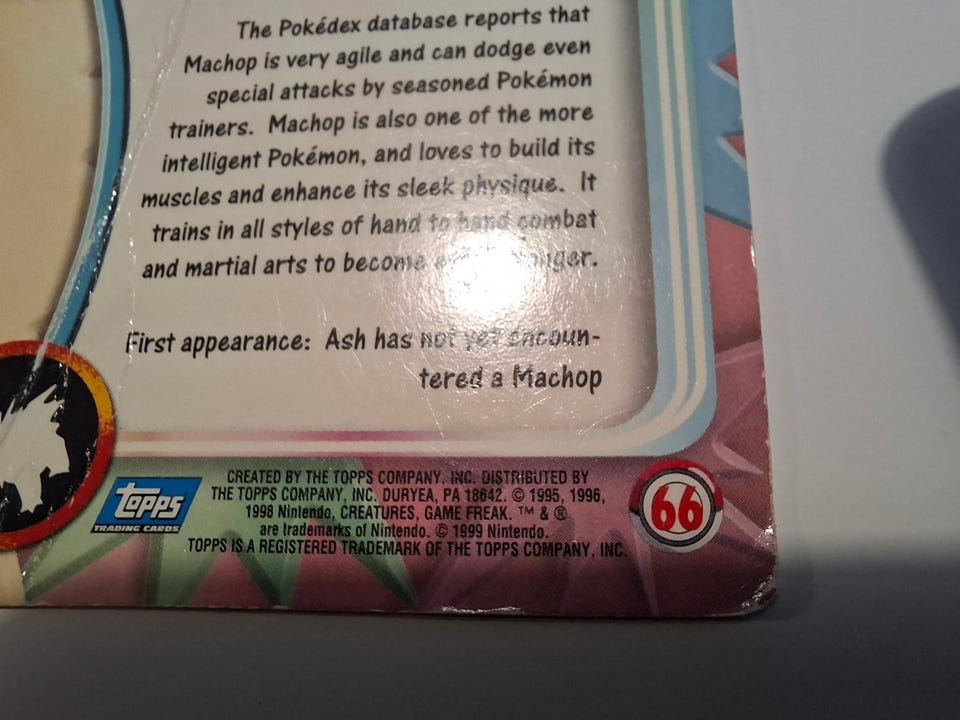 The Pokédex database reports that
Machop is very agile and can dodge even
special attacks by seasoned Pokémon
trainers. Machop is also one of the more
intelligent Pokémon, and loves to build its
muscles and enhance its sleek physique. It
trains in all styles of hand to hand combat
and martial arts to become even stronger.
First appearance: Ash has not yet encoun-
tered a Machop
Topps
TRADING CARDS
CREATED BY THE TOPPS COMPANY, INC. DISTRIBUTED BY
THE TOPPS COMPANY, INC. DURYEA, PA 18642. © 1995, 1996,
1998 Nintendo, CREATURES, GAME FREAK. ™ & ®
are trademarks of Nintendo. © 1999 Nintendo.
TOPPS IS A REGISTERED TRADEMARK OF THE TOPPS COMPANY, INC.
66